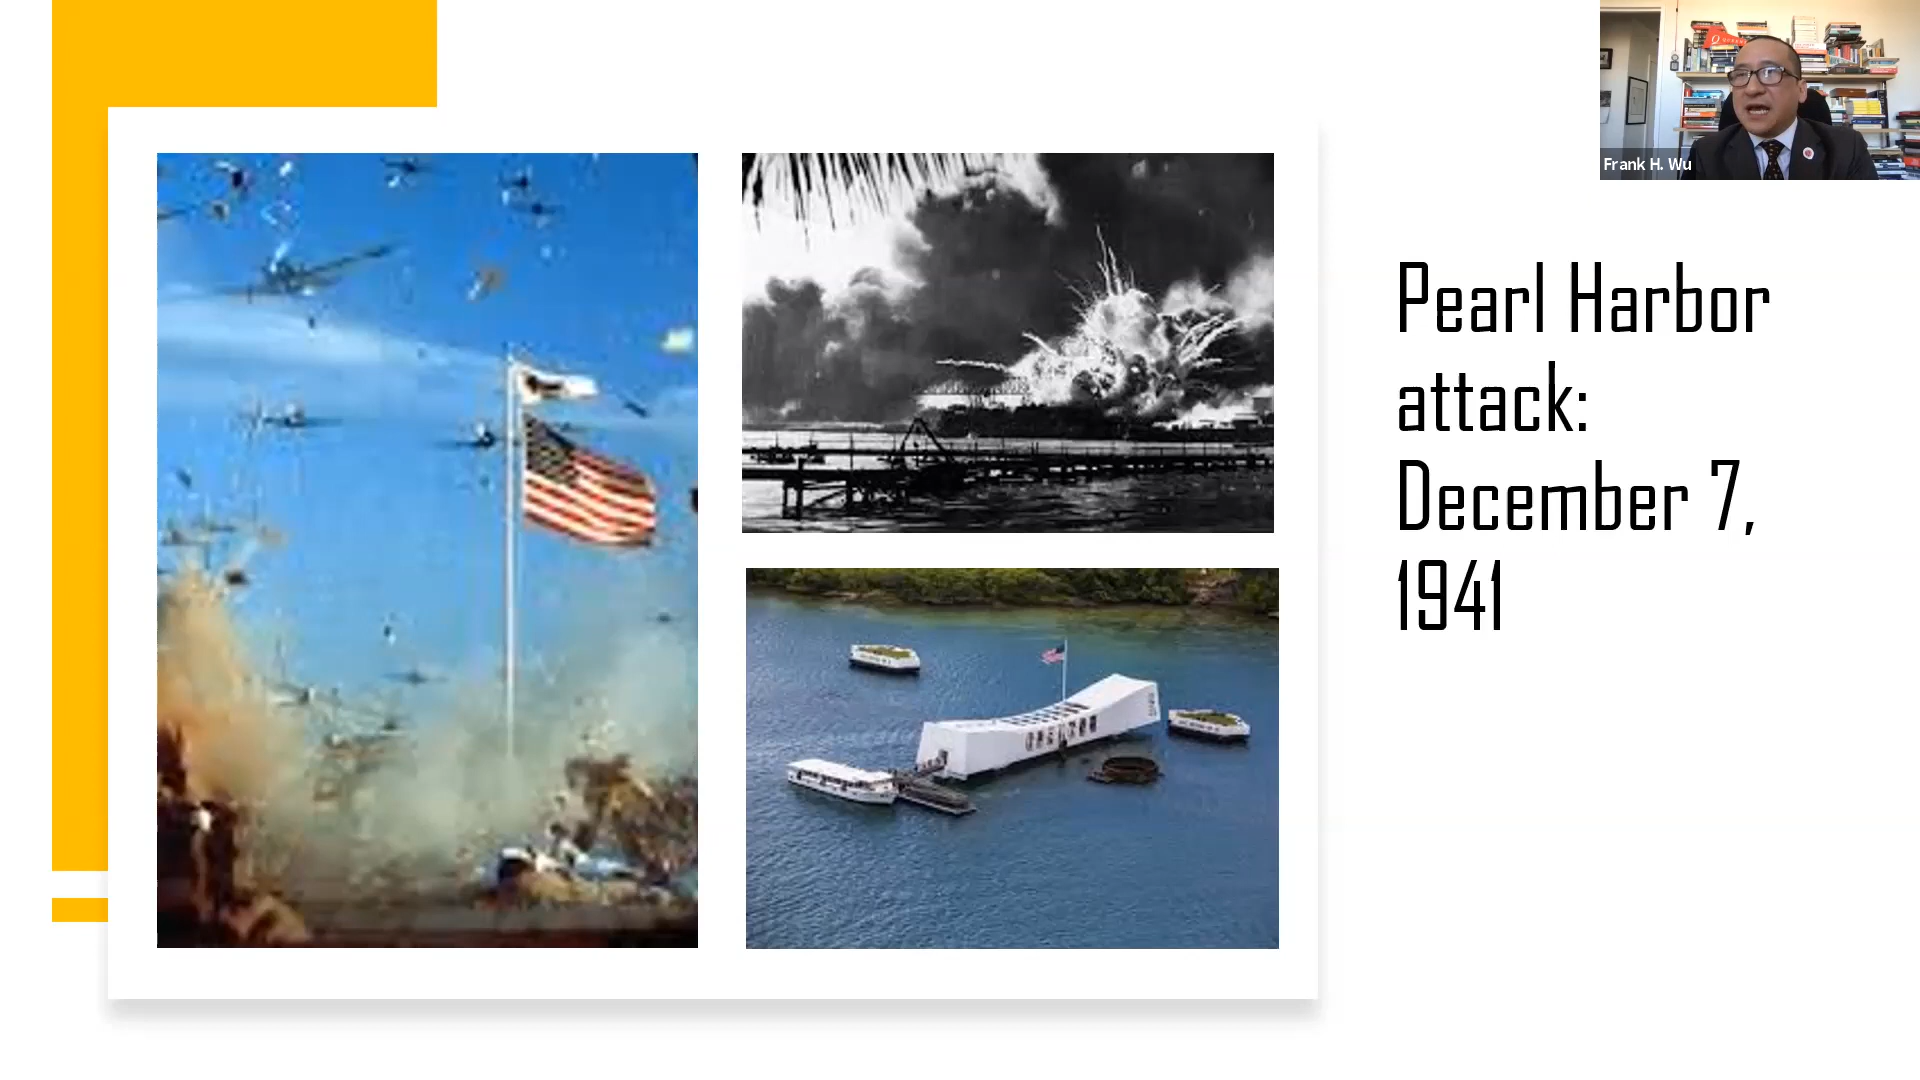 Frank H. Wu
Pearl Harbor
attack:
December 7,
1941